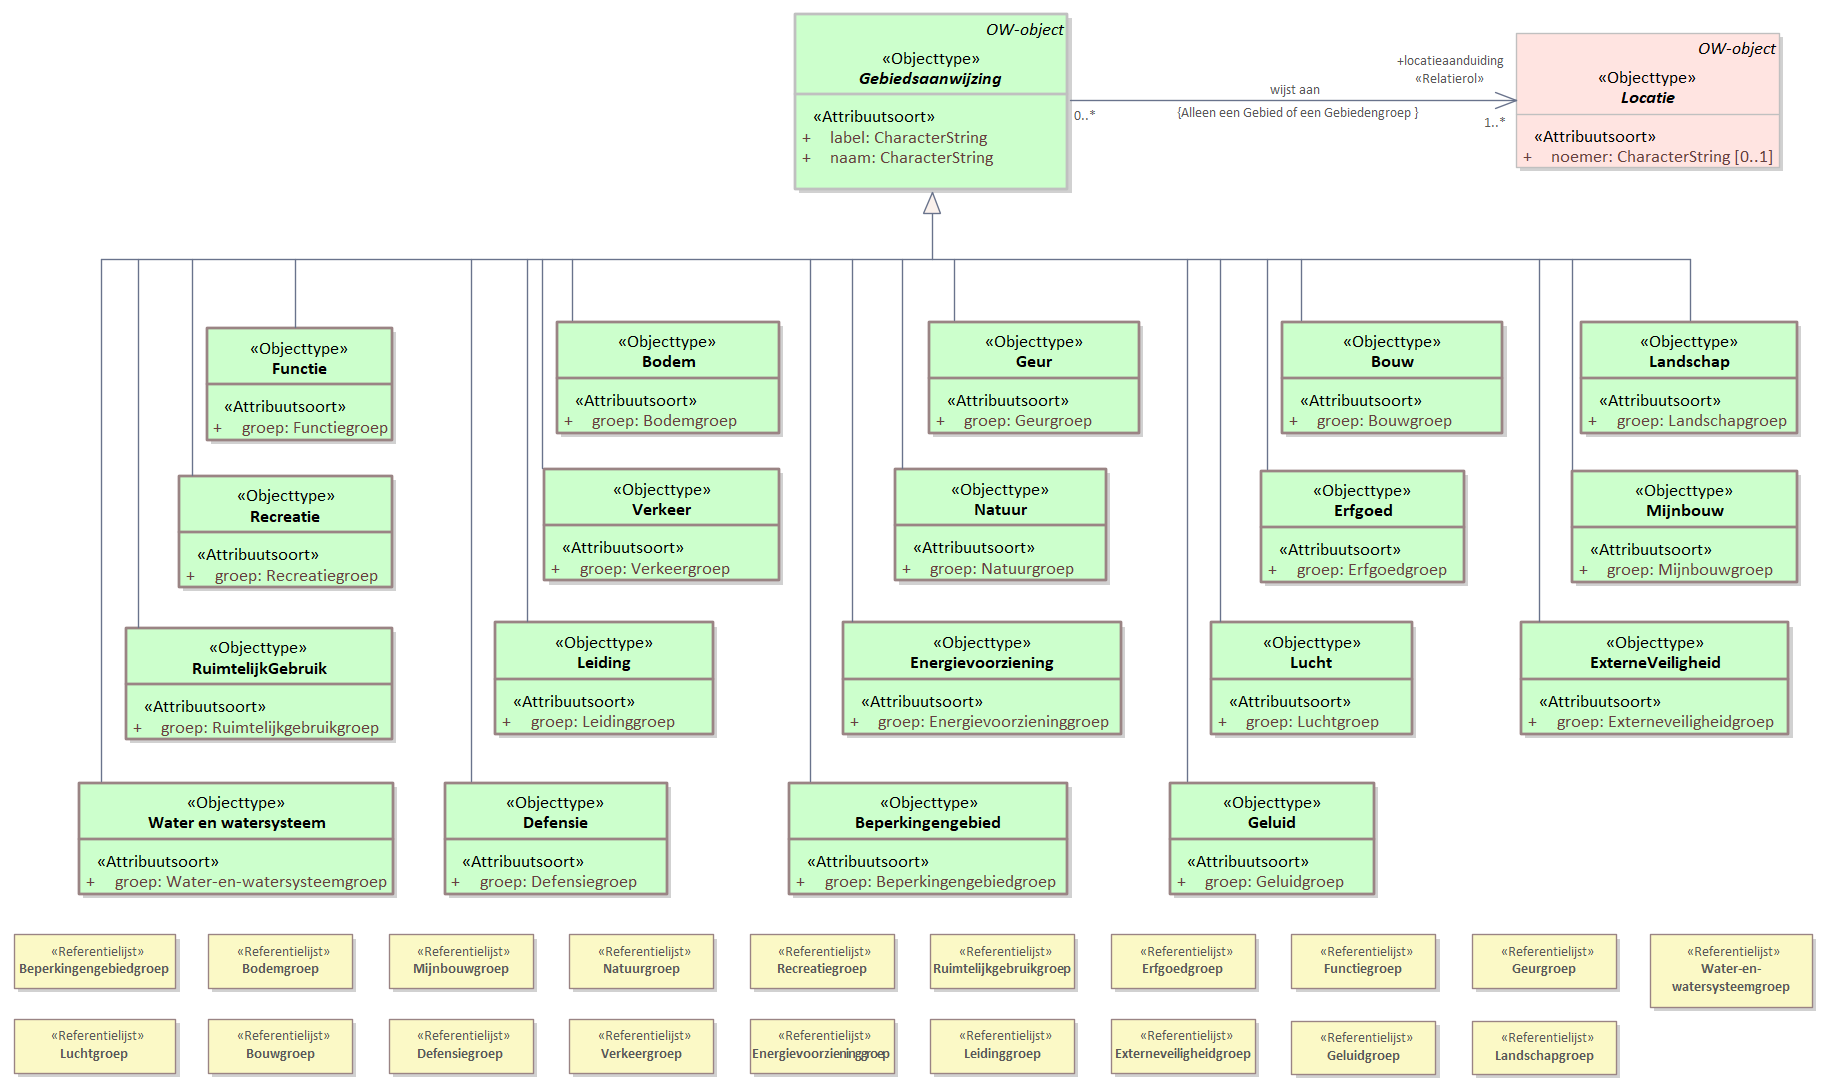 OW-object
«Objecttype»
Gebiedsaanwijzing
«Attribuutsoort»
+ label: CharacterString
+ naam: CharacterString
+locatieaanduiding
«Relatierol»
wijst aan
0..*
{Alleen een Gebied of een Gebiedengroep }
1..*
OW-object
«Objecttype»
Locatie
«Attribuutsoort»
+ noemer: CharacterString [0..1]
«Objecttype»
Functie
«Attribuutsoort»
+ groep: Functiegroep
«Objecttype»
Bodem
«Attribuutsoort»
+ groep: Bodemgroep
«Objecttype»
Geur
«Attribuutsoort»
+ groep: Geurgroep
«Objecttype»
Bouw
«Attribuutsoort»
+ groep: Bouwgroep
«Objecttype»
Landschap
«Attribuutsoort»
+ groep: Landschapgroep
«Objecttype»
Recreatie
«Attribuutsoort»
+ groep: Recreatiegroep
«Objecttype»
Verkeer
«Attribuutsoort»
+ groep: Verkeergroep
«Objecttype»
Natuur
«Attribuutsoort»
+ groep: Natuurgroep
«Objecttype»
Erfgoed
«Attribuutsoort»
+ groep: Erfgoedgroep
«Objecttype»
Mijnbouw
«Attribuutsoort»
+ groep: Mijnbouwgroep
«Objecttype»
RuimtelijkGebruik
«Attribuutsoort»
+ groep: Ruimtelijkgebruikgroep
«Objecttype»
Leiding
«Attribuutsoort»
+ groep: Leidinggroep
«Objecttype»
Energievoorziening
«Attribuutsoort»
+ groep: Energievoorzieninggroep
«Objecttype»
Lucht
«Attribuutsoort»
+ groep: Luchtgroep
«Objecttype»
ExterneVeiligheid
«Attribuutsoort»
+ groep: Externeveiligheidgroep
«Objecttype»
Water en watersysteem
«Attribuutsoort»
+ groep: Water-en-watersysteemgroep
«Objecttype»
Defensie
«Attribuutsoort»
+ groep: Defensiegroep
«Objecttype»
Beperkingengebied
«Attribuutsoort»
+ groep: Beperkingengebiedgroep
«Objecttype»
Geluid
«Attribuutsoort»
+ groep: Geluidgroep
«Referentielijst»
Beperkingengebiedgroep
«Referentielijst»
Bodemgroep
«Referentielijst»
Mijnbouwgroep
«Referentielijst»
Natuurgroep
«Referentielijst»
Recreatiegroep
«Referentielijst»
Ruimtelijkgebruikgroep
«Referentielijst»
Erfgoedgroep
«Referentielijst»
Functiegroep
«Referentielijst»
Geurgroep
«Referentielijst»
Water-en-
watersysteemgroep
«Referentielijst»
Luchtgroep
«Referentielijst»
Bouwgroep
«Referentielijst»
Defensiegroep
«Referentielijst»
Verkeergroep
«Referentielijst»
Energievoorzieninggroep
«Referentielijst»
Leidinggroep
«Referentielijst»
Externeveiligheidgroep
«Referentielijst»
Geluidgroep
«Referentielijst»
Landschapgroep